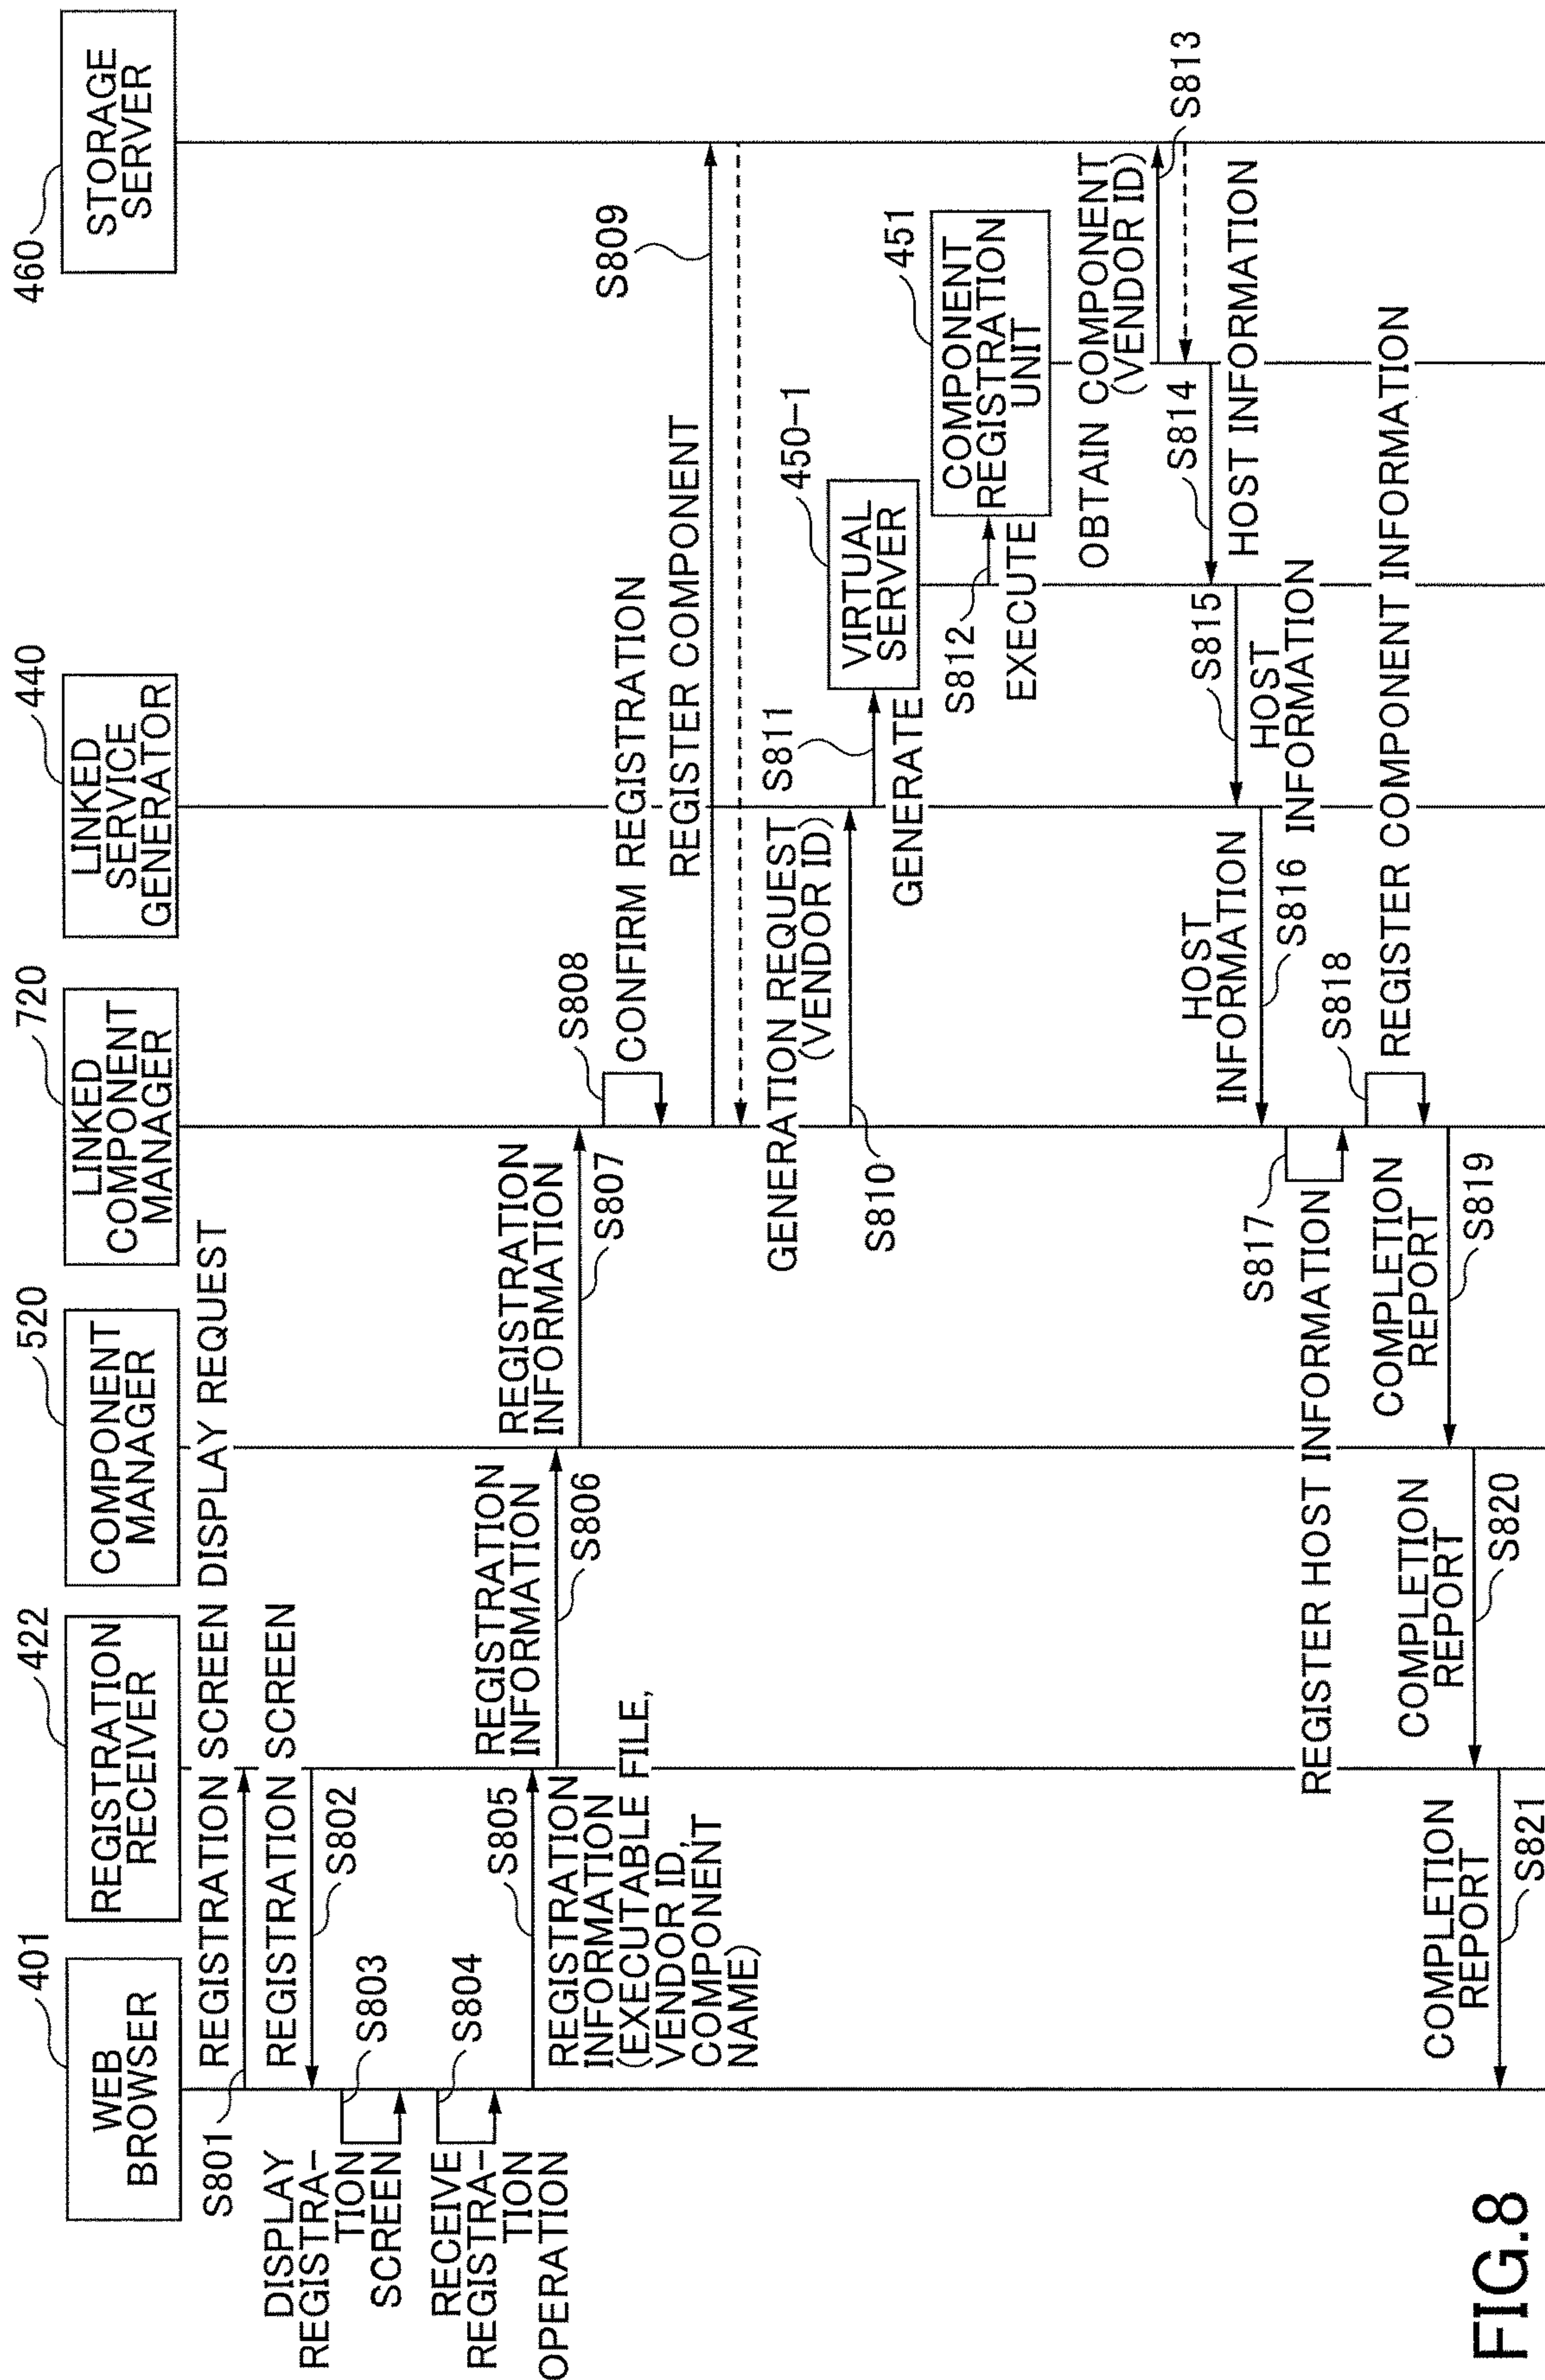 401
WEB
BROWSER
422
REGISTRATION
RECEIVER
520
COMPONENT
MANAGER
720
LINKED
COMPONENT
MANAGER
440
LINKED
SERVICE
GENERATOR
460
STORAGE
SERVER
S801
REGISTRATION SCREEN DISPLAY REQUEST
REGISTRATION SCREEN
S802
DISPLAY
REGISTRA-
TION
SCREEN
S803
RECEIVE
REGISTRA-
TION
OPERATION
S804
S805
REGISTRATION
INFORMATION
(EXECUTABLE FILE,
VENDOR ID,
COMPONENT
NAME)
REGISTRATION
INFORMATION
S806
REGISTRATION
INFORMATION
S807
S808
CONFIRM REGISTRATION
REGISTER COMPONENT
S809
GENERATION REQUEST
(VENDOR ID)
S810
S811
GENERATE
450-1
VIRTUAL
SERVER
S812
EXECUTE
451
COMPONENT
REGISTRATION
UNIT
OBTAIN COMPONENT
(VENDOR ID)
S813
S814
HOST INFORMATION
S815
HOST
INFORMATION
HOST
INFORMATION
S816
S817
REGISTER HOST INFORMATION
S818
REGISTER COMPONENT INFORMATION
COMPLETION
REPORT
S819
COMPLETION
REPORT
S820
COMPLETION
REPORT
S821
FIG.8